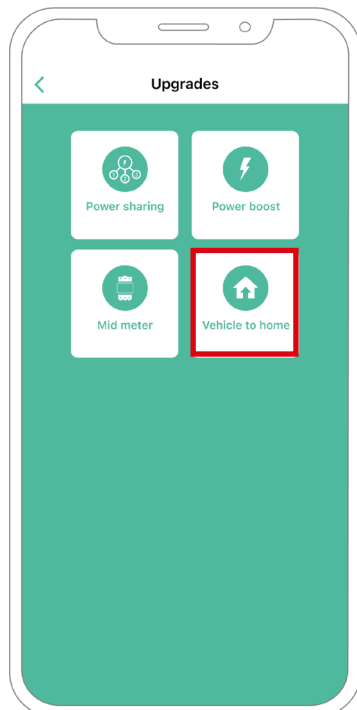 Upgrades
Power sharing
Power boost
Mid meter
Vehicle to home